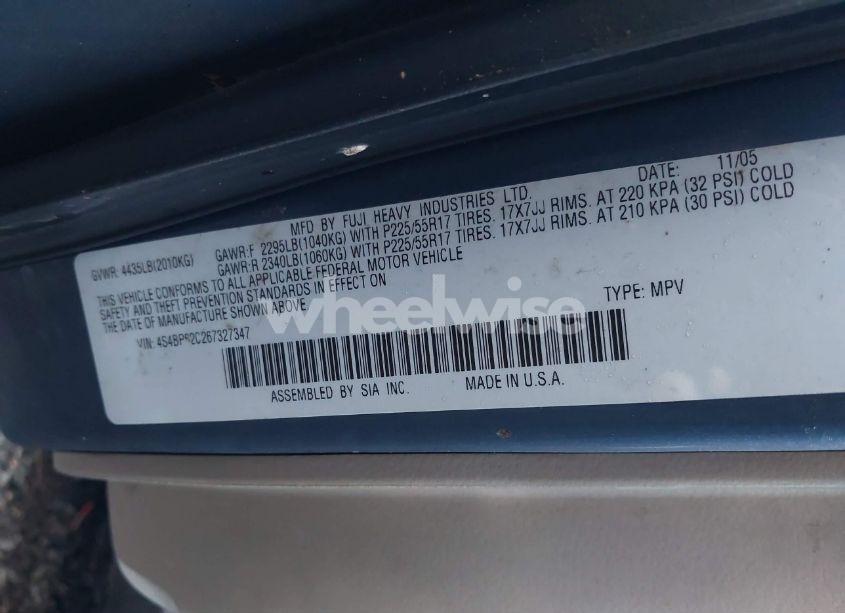 MFD BY FUJI HEAVY INDUSTRIES LTD. DATE: 11/05
GVWR: 4435LB(2010KG) GAWR:F 2295LB(1040KG) WITH P225/55R17 TIRES. 17X7JJ RIMS. AT 220 KPA (32 PSI) COLD
GAWR:R 2340LB(1060KG) WITH P225/55R17 TIRES. 17X7JJ RIMS. AT 210 KPA (30 PSI) COLD
THIS VEHICLE CONFORMS TO ALL APPLICABLE FEDERAL MOTOR VEHICLE
SAFETY AND THEFT PREVENTION STANDARDS IN EFFECT ON
THE DATE OF MANUFACTURE SHOWN ABOVE.
VIN: 4S4BP62C267327347 TYPE: MPV
ASSEMBLED BY SIA INC. MADE IN U.S.A.
wheelwise